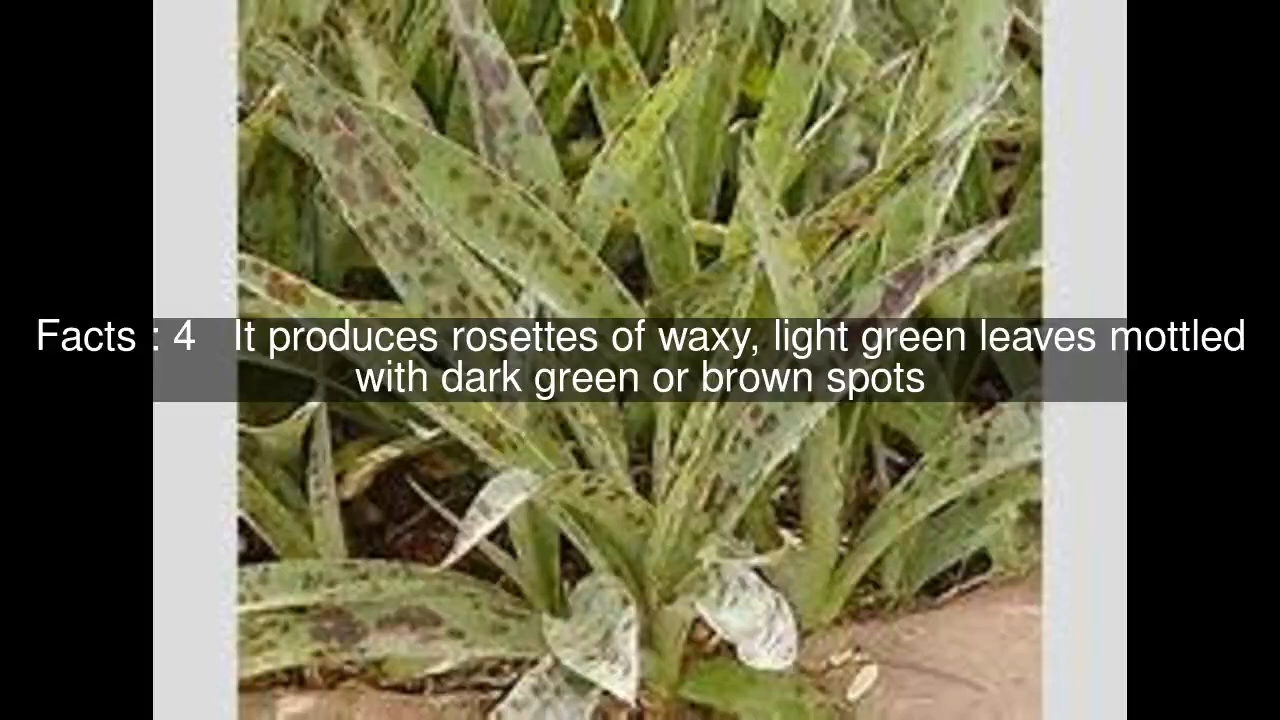 Facts : 4 It produces rosettes of waxy, light green leaves mottled
with dark green or brown spots